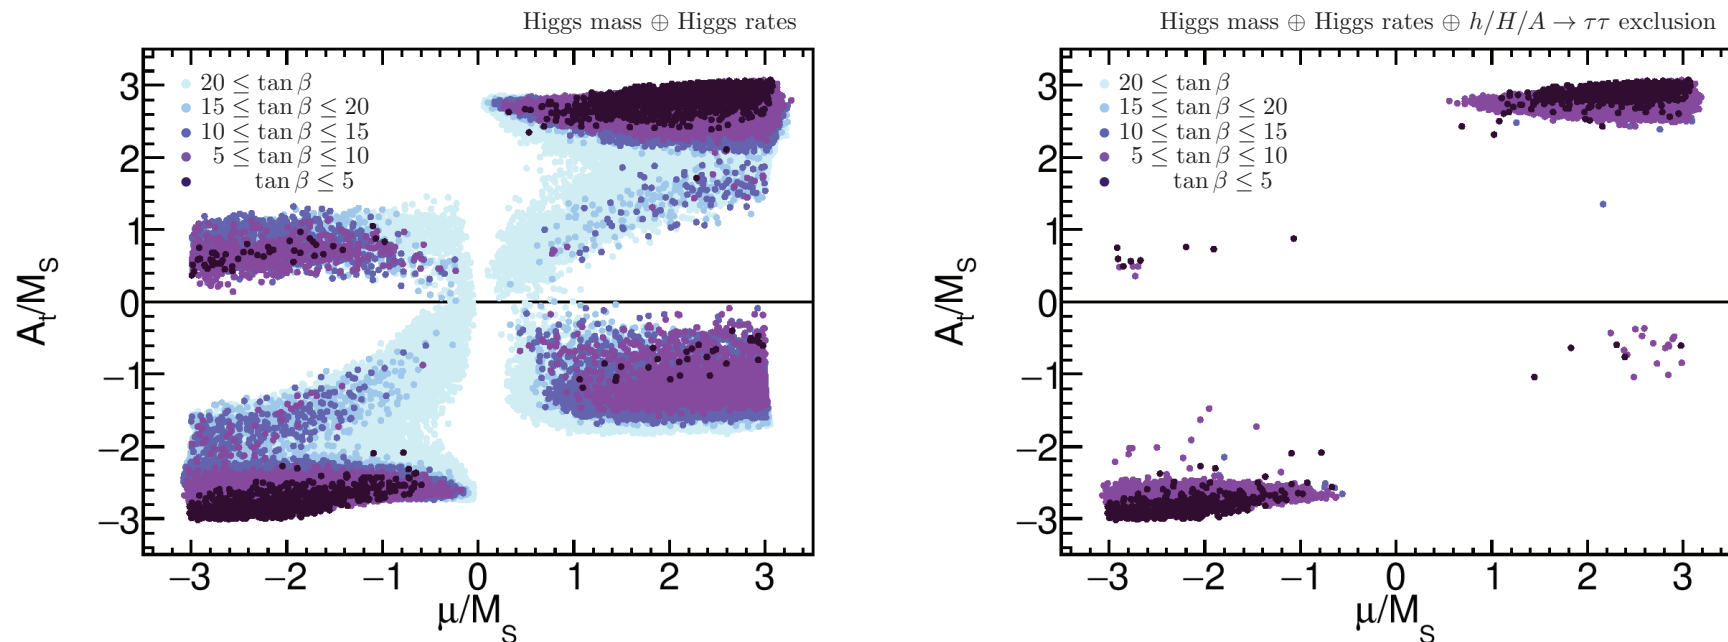 Higgs mass ⊕ Higgs rates
20 ≤ tan β
15 ≤ tan β ≤ 20
10 ≤ tan β ≤ 15
5 ≤ tan β ≤ 10
tan β ≤ 5
3
2
1
0
−1
−2
−3
A_t/M_S
−3 −2 −1 0 1 2 3
μ/M_S
Higgs mass ⊕ Higgs rates ⊕ h/H/A → ττ exclusion
20 ≤ tan β
15 ≤ tan β ≤ 20
10 ≤ tan β ≤ 15
5 ≤ tan β ≤ 10
tan β ≤ 5
3
2
1
0
−1
−2
−3
A_t/M_S
−3 −2 −1 0 1 2 3
μ/M_S